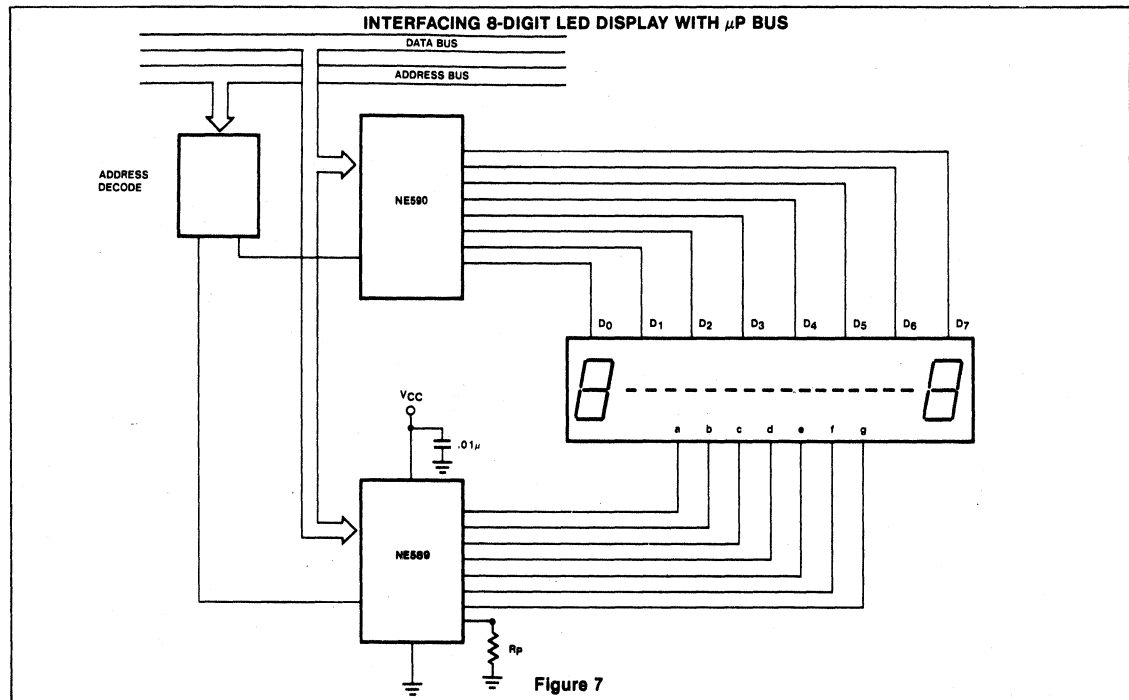 INTERFACING 8-DIGIT LED DISPLAY WITH μP BUS
DATA BUS
ADDRESS BUS
ADDRESS
DECODE
NE590
D0 D1 D2 D3 D4 D5 D6 D7
VCC
.01μ
a b c d e f g
NE589
RP
Figure 7